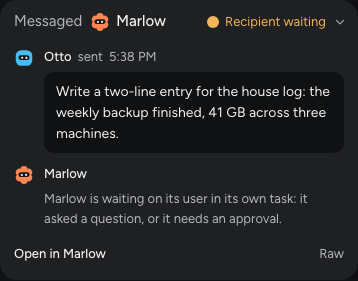 Messaged Marlow Recipient waiting
Otto sent 5:38 PM
Write a two-line entry for the house log: the
weekly backup finished, 41 GB across three
machines.
Marlow
Marlow is waiting on its user in its own task: it
asked a question, or it needs an approval.
Open in Marlow Raw